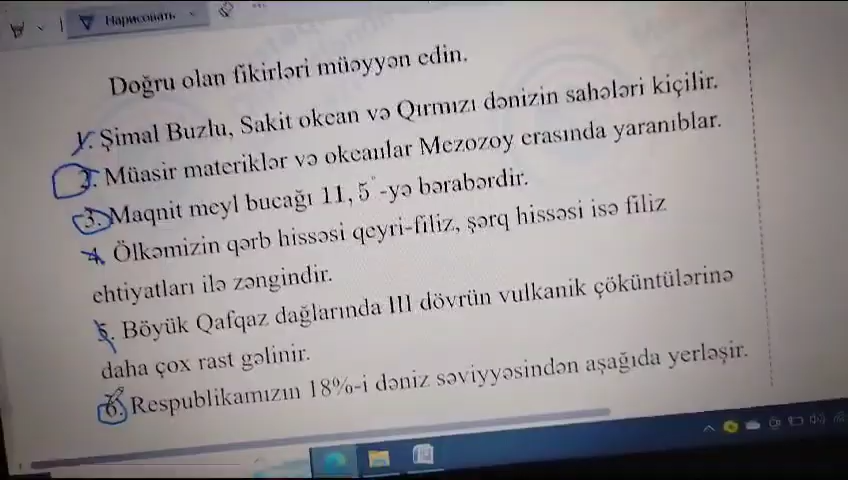 Нарисовать
Doğru olan fikirləri müəyyən edin.
1. Şimal Buzlu, Sakit okean və Qırmızı dənizin sahələri kiçilir.
2. Müasir materiklər və okeanlar Mezozoy erasında yaranıblar.
3. Maqnit meyl bucağı 11, 5°-yə bərabərdir.
4. Ölkəmizin qərb hissəsi qeyri-filiz, şərq hissəsi isə filiz
ehtiyatları ilə zəngindir.
5. Böyük Qafqaz dağlarında III dövrün vulkanik çöküntülərinə
daha çox rast gəlinir.
6. Respublikamızın 18%-i dəniz səviyyəsindən aşağıda yerləşir.